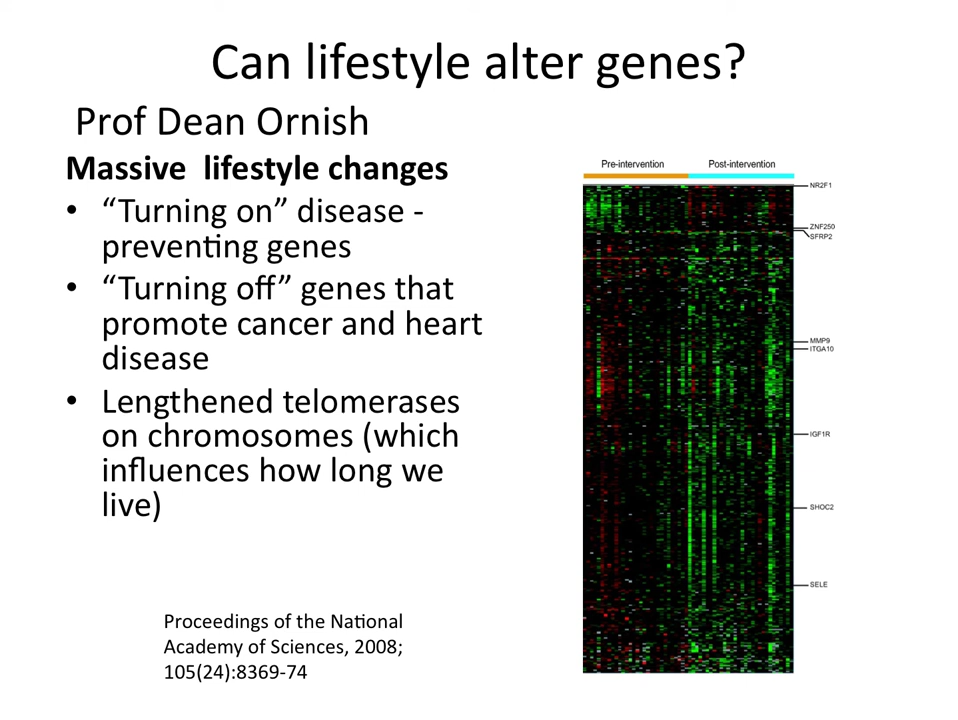 Can lifestyle alter genes?
Prof Dean Ornish
Massive  lifestyle changes
• “Turning on” disease -
preventing genes
• “Turning off” genes that
promote cancer and heart
disease
• Lengthened telomerases
on chromosomes (which
influences how long we
live)
Proceedings of the National
Academy of Sciences, 2008;
105(24):8369-74
Pre-intervention Post-intervention
NR2F1
ZNF250
SFRP2
MMP9
ITGA10
IGF1R
SHOC2
SELE